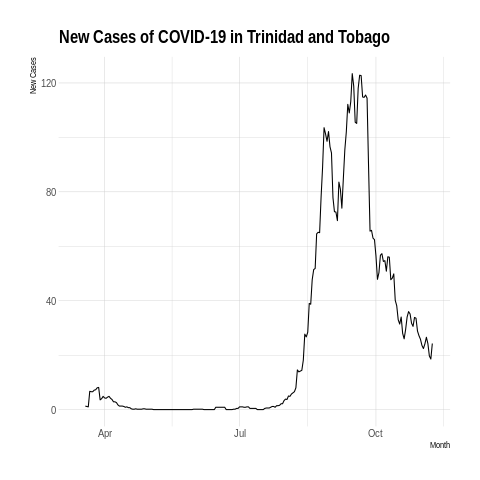 New Cases of COVID-19 in Trinidad and Tobago
New Cases
120
80
40
0
Apr Jul Oct
Month